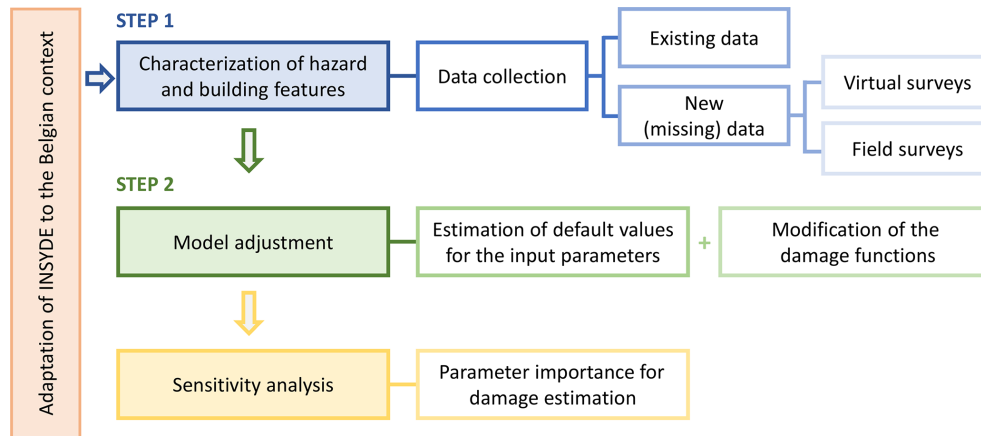 Adaptation of INSYDE to the Belgian context
STEP 1
Characterization of hazard
and building features
Data collection
Existing data
New
(missing) data
Virtual surveys
Field surveys
STEP 2
Model adjustment
Estimation of default values
for the input parameters
+
Modification of the
damage functions
Sensitivity analysis
Parameter importance for
damage estimation